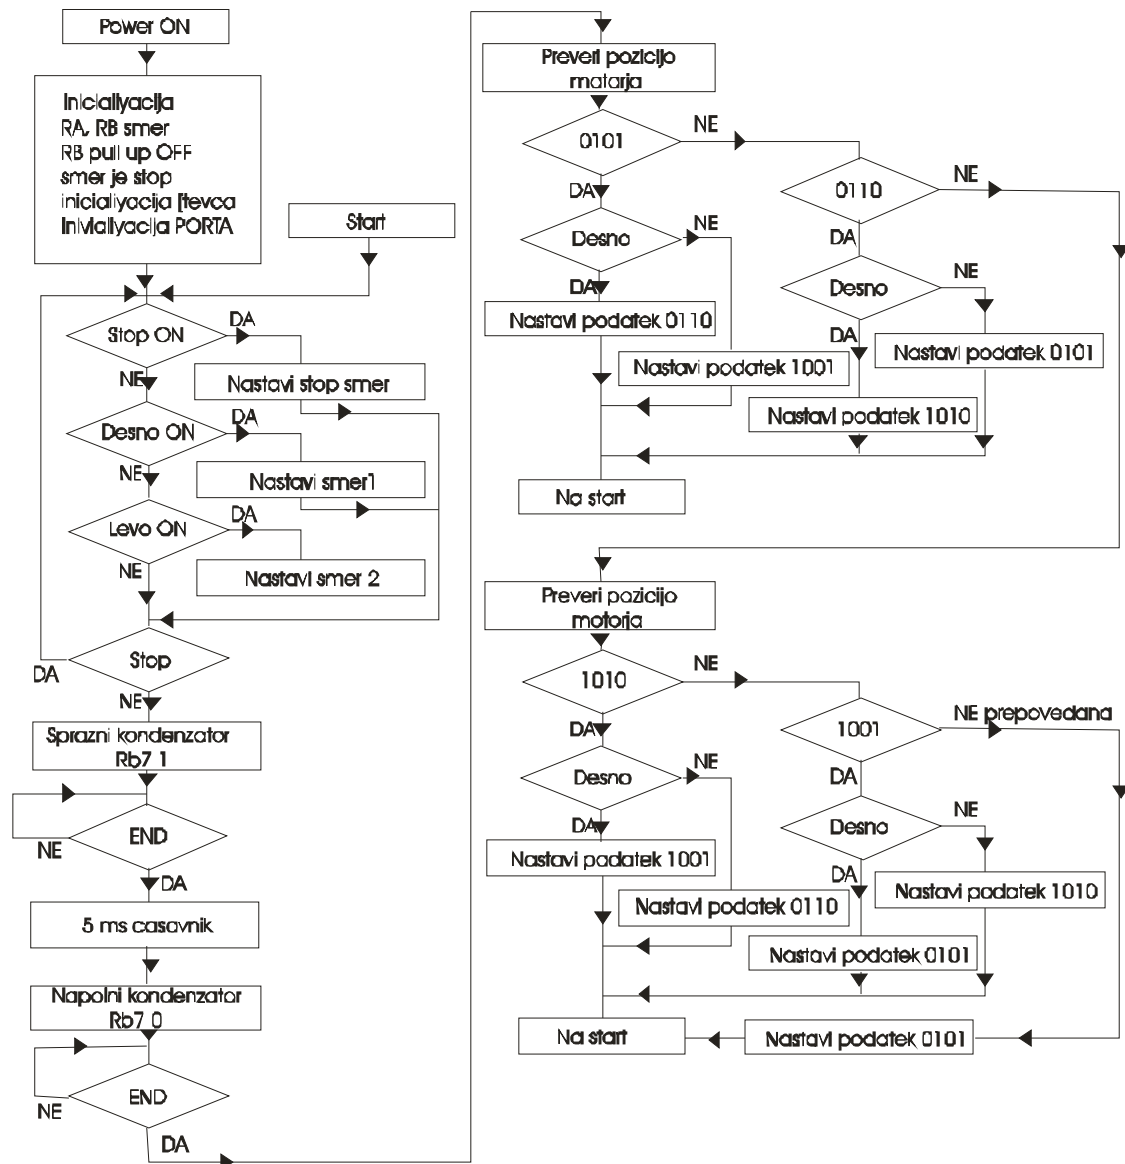 Power ON
Inicialiyacija
RA, RB smer
RB pull up OFF
smer je stop
inicialiyacija [tevca
Inivialiyacija PORTA
Start
Stop ON
DA
NE
Nastavi stop smer
Desno ON
DA
NE
Nastavi smer1
Levo ON
DA
NE
Nastavi smer 2
Stop
DA
NE
Sprazni kondenzator
Rb7 1
END
NE
DA
5 ms casavnik
Napolni kondenzator
Rb7 0
END
NE
DA
Preveri pozicijo
matarja
0101
NE
DA
Desno
NE
DA
Nastavi podatek 0110
Nastavi podatek 1001
0110
NE
DA
Desno
NE
DA
Nastavi podatek 0101
Nastavi podatek 1010
Na start
Preveri pozicijo
motorja
1010
NE
DA
Desno
NE
DA
Nastavi padatek 1001
Nastavi podatek 0110
1001
NE prepovedana
DA
Desno
NE
DA
Nastavi podatek 1010
Nastavi podatek 0101
Na start
Nastavi podatek 0101